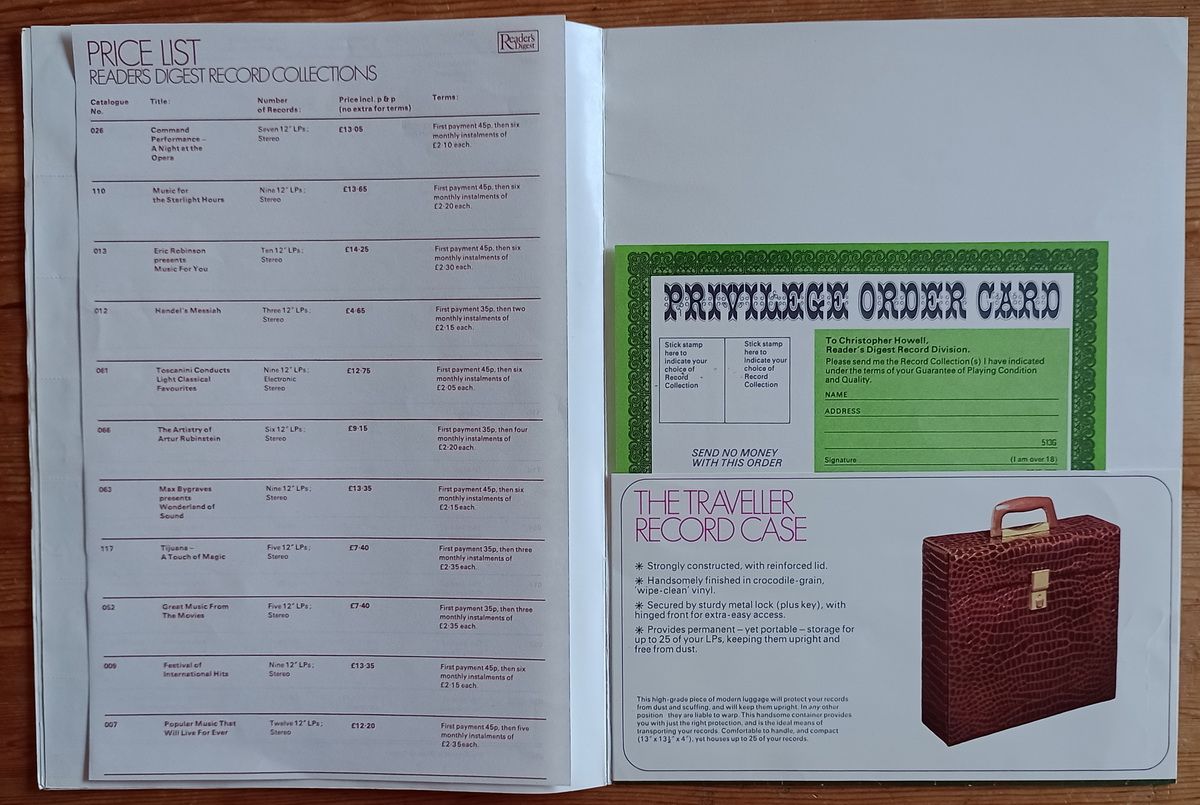 PRICE LIST
READER'S DIGEST RECORD COLLECTIONS
Reader's
Digest
Catalogue No. Title: Number of Records: Price incl. p & p (no extra for terms) Terms:
026 Command Performance – A Night at the Opera Seven 12" LPs; Stereo £13·05 First payment 45p, then six monthly instalments of £2·10 each.
110 Music for the Starlight Hours Nine 12" LPs; Stereo £13·65 First payment 45p, then six monthly instalments of £2·20 each.
013 Eric Robinson presents Music For You Ten 12" LPs; Stereo £14·25 First payment 45p, then six monthly instalments of £2·30 each.
012 Handel's Messiah Three 12" LPs; Stereo £4·65 First payment 35p, then two monthly instalments of £2·15 each.
061 Toscanini Conducts Light Classical Favourites Nine 12" LPs; Electronic Stereo £12·75 First payment 45p, then six monthly instalments of £2·05 each.
066 The Artistry of Artur Rubinstein Six 12" LPs; Stereo £9·15 First payment 35p, then four monthly instalments of £2·20 each.
063 Max Bygraves presents Wonderland of Sound Nine 12" LPs; Stereo £13·35 First payment 45p, then six monthly instalments of £2·15 each.
117 Tijuana – A Touch of Magic Five 12" LPs; Stereo £7·40 First payment 35p, then three monthly instalments of £2·35 each.
052 Great Music From The Movies Five 12" LPs; Stereo £7·40 First payment 35p, then three monthly instalments of £2·35 each.
009 Festival of International Hits Nine 12" LPs; Stereo £13·35 First payment 45p, then six monthly instalments of £2·15 each.
007 Popular Music That Will Live For Ever Twelve 12" LPs; Stereo £12·20 First payment 45p, then five monthly instalments of £2·35 each.
PRIVILEGE ORDER CARD
Stick stamp
here to
indicate your
choice of
Record
Collection
Stick stamp
here to
indicate your
choice of
Record
Collection
SEND NO MONEY
WITH THIS ORDER
To Christopher Howell,
Reader's Digest Record Division.
Please send me the Record Collection(s) I have indicated
under the terms of your Guarantee of Playing Condition
and Quality.
NAME
ADDRESS
513G
Signature (I am over 18)
THE TRAVELLER
RECORD CASE
✳ Strongly constructed, with reinforced lid.
✳ Handsomely finished in crocodile-grain,
'wipe-clean' vinyl.
✳ Secured by sturdy metal lock (plus key), with
hinged front for extra-easy access.
✳ Provides permanent – yet portable – storage for
up to 25 of your LPs, keeping them upright and
free from dust.
This high-grade piece of modern luggage will protect your records
from dust and scuffing, and will keep them upright. In any other
position they are liable to warp. This handsome container provides
you with just the right protection, and is the ideal means of
transporting your records. Comfortable to handle, and compact
(13" x 13½" x 4"), yet houses up to 25 of your records.